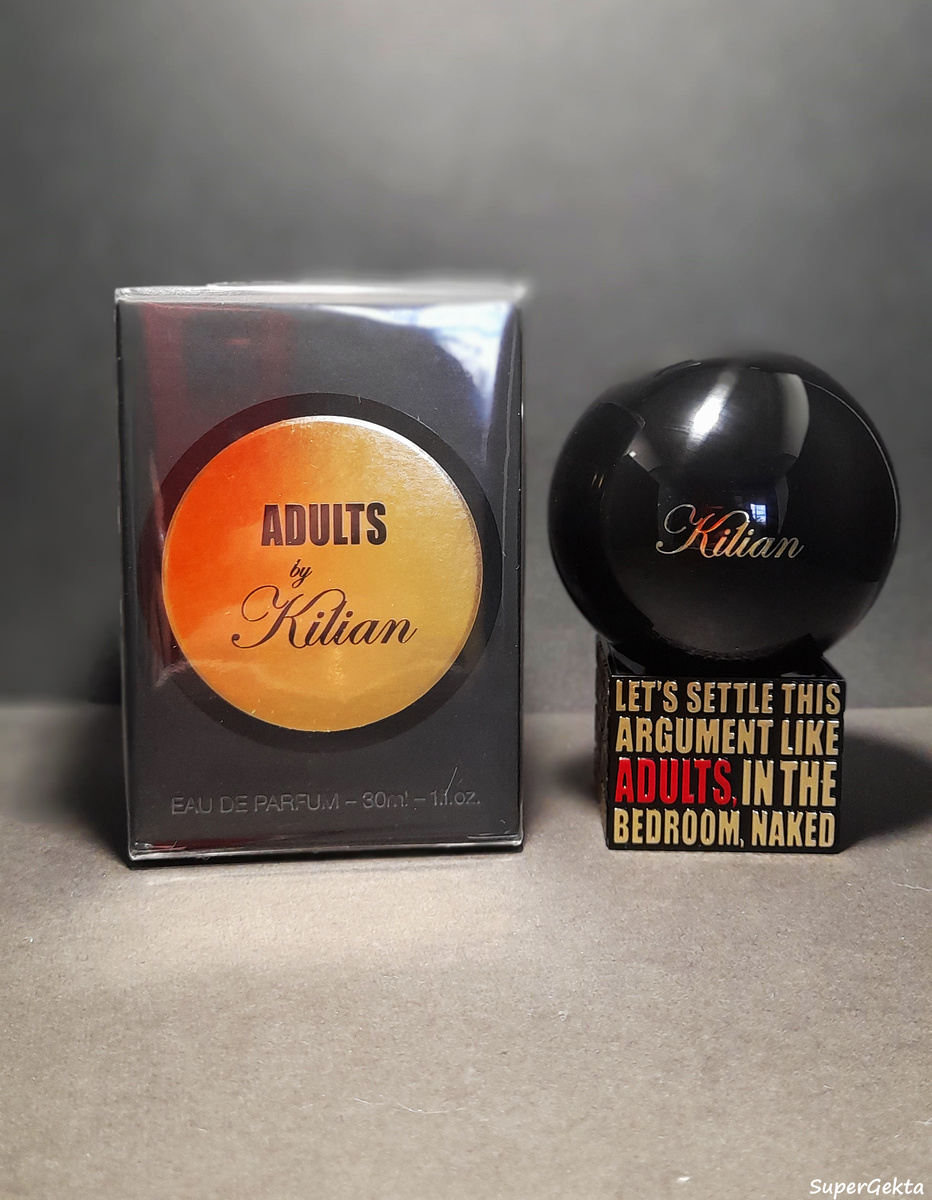 ADULTS
by
Kilian
EAU DE PARFUM – 30ml – 1.fl.oz.
Kilian
LET'S SETTLE THIS
ARGUMENT LIKE
ADULTS, IN THE
BEDROOM, NAKED
SuperGekta